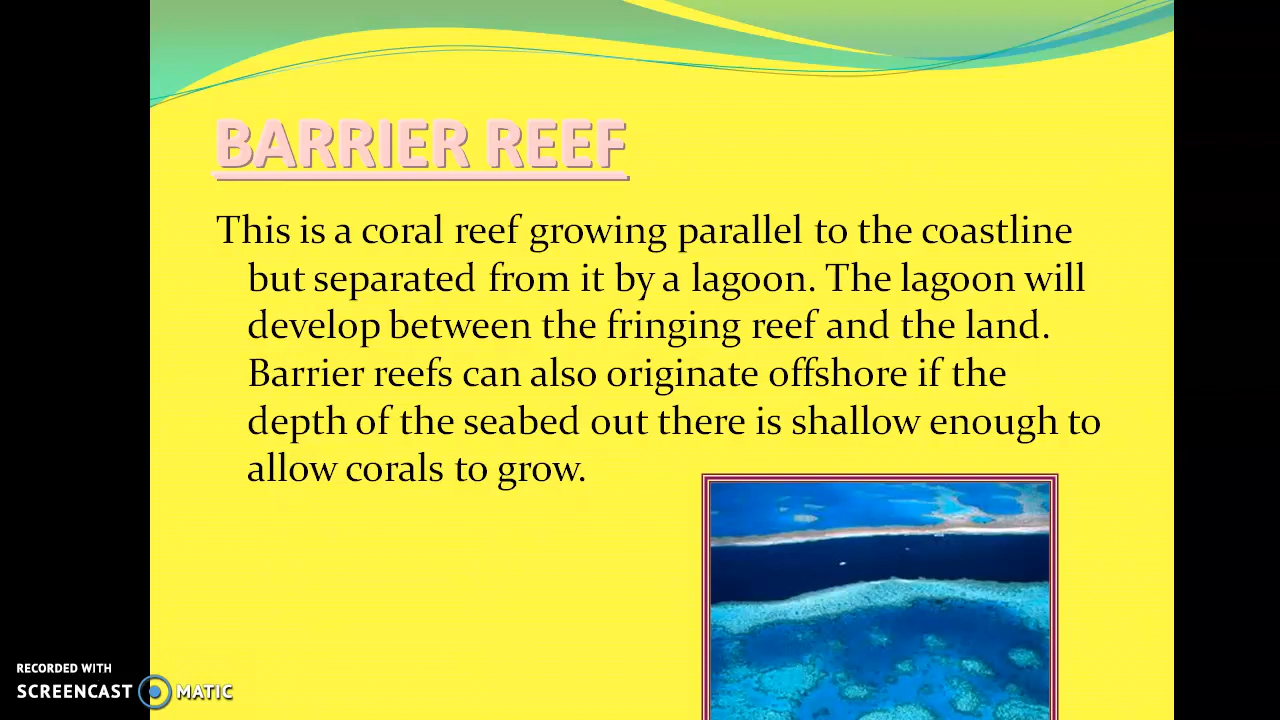 BARRIER REEF
This is a coral reef growing parallel to the coastline
but separated from it by a lagoon. The lagoon will
develop between the fringing reef and the land.
Barrier reefs can also originate offshore if the
depth of the seabed out there is shallow enough to
allow corals to grow.
RECORDED WITH
SCREENCAST MATIC